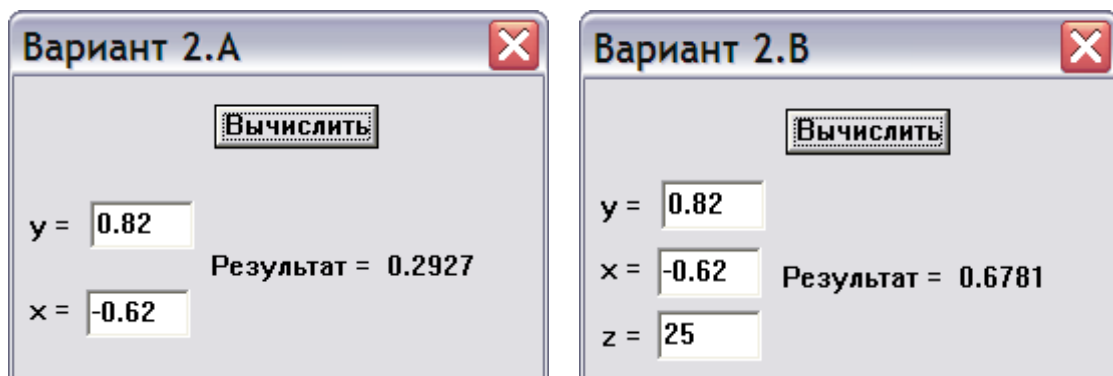 Вариант 2.A
Вычислить
y = 0.82
Результат = 0.2927
x = -0.62
Вариант 2.B
Вычислить
y = 0.82
x = -0.62
Результат = 0.6781
z = 25